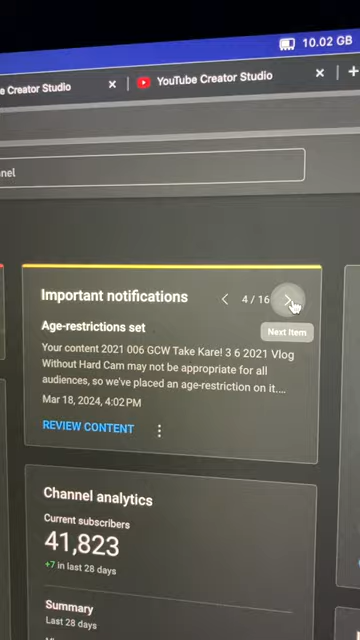 10.02 GB
e Creator Studio
YouTube Creator Studio
nnel
Important notifications
4 / 16
Next Item
Age-restrictions set
Your content 2021 006 GCW Take Kare! 3 6 2021 Vlog
Without Hard Cam may not be appropriate for all
audiences, so we've placed an age-restriction on it....
Mar 18, 2024, 4:02 PM
REVIEW CONTENT
Channel analytics
Current subscribers
41,823
+7 in last 28 days
Summary
Last 28 days